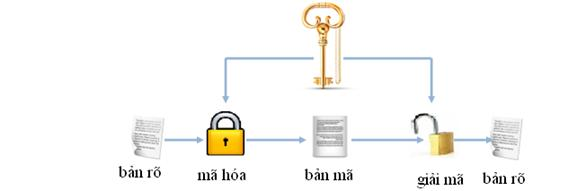 bản rõ
mã hóa
bản mã
giải mã
bản rõ